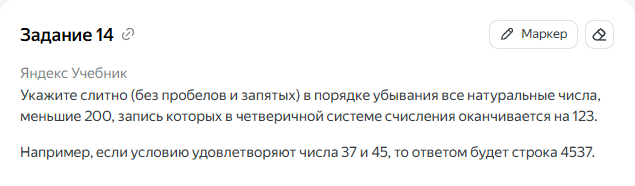 Задание 14
Маркер
Яндекс Учебник
Укажите слитно (без пробелов и запятых) в порядке убывания все натуральные числа,
меньшие 200, запись которых в четверичной системе счисления оканчивается на 123.
Например, если условию удовлетворяют числа 37 и 45, то ответом будет строка 4537.